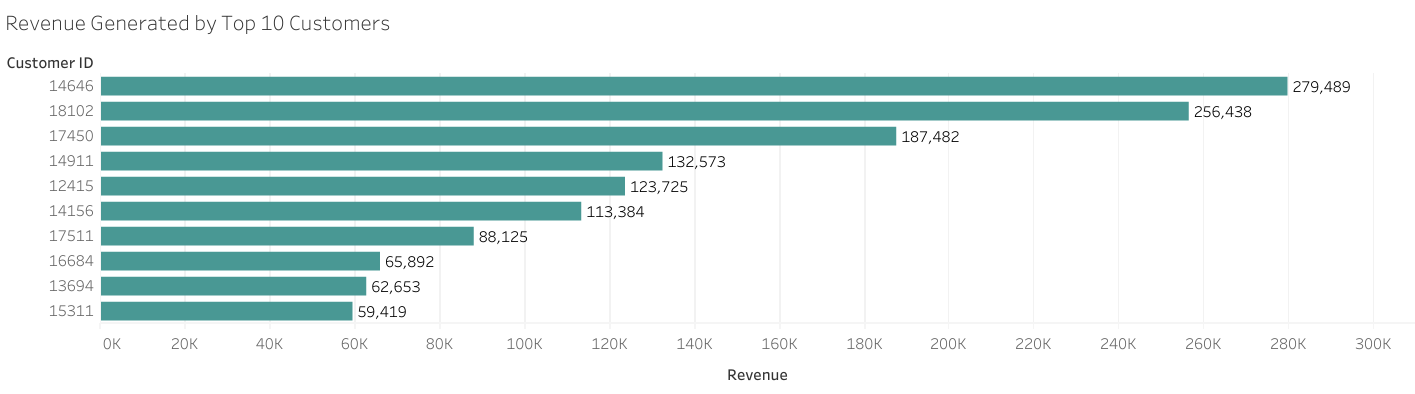 Revenue Generated by Top 10 Customers
Customer ID
14646 279,489
18102 256,438
17450 187,482
14911 132,573
12415 123,725
14156 113,384
17511 88,125
16684 65,892
13694 62,653
15311 59,419
0K 20K 40K 60K 80K 100K 120K 140K 160K 180K 200K 220K 240K 260K 280K 300K
Revenue